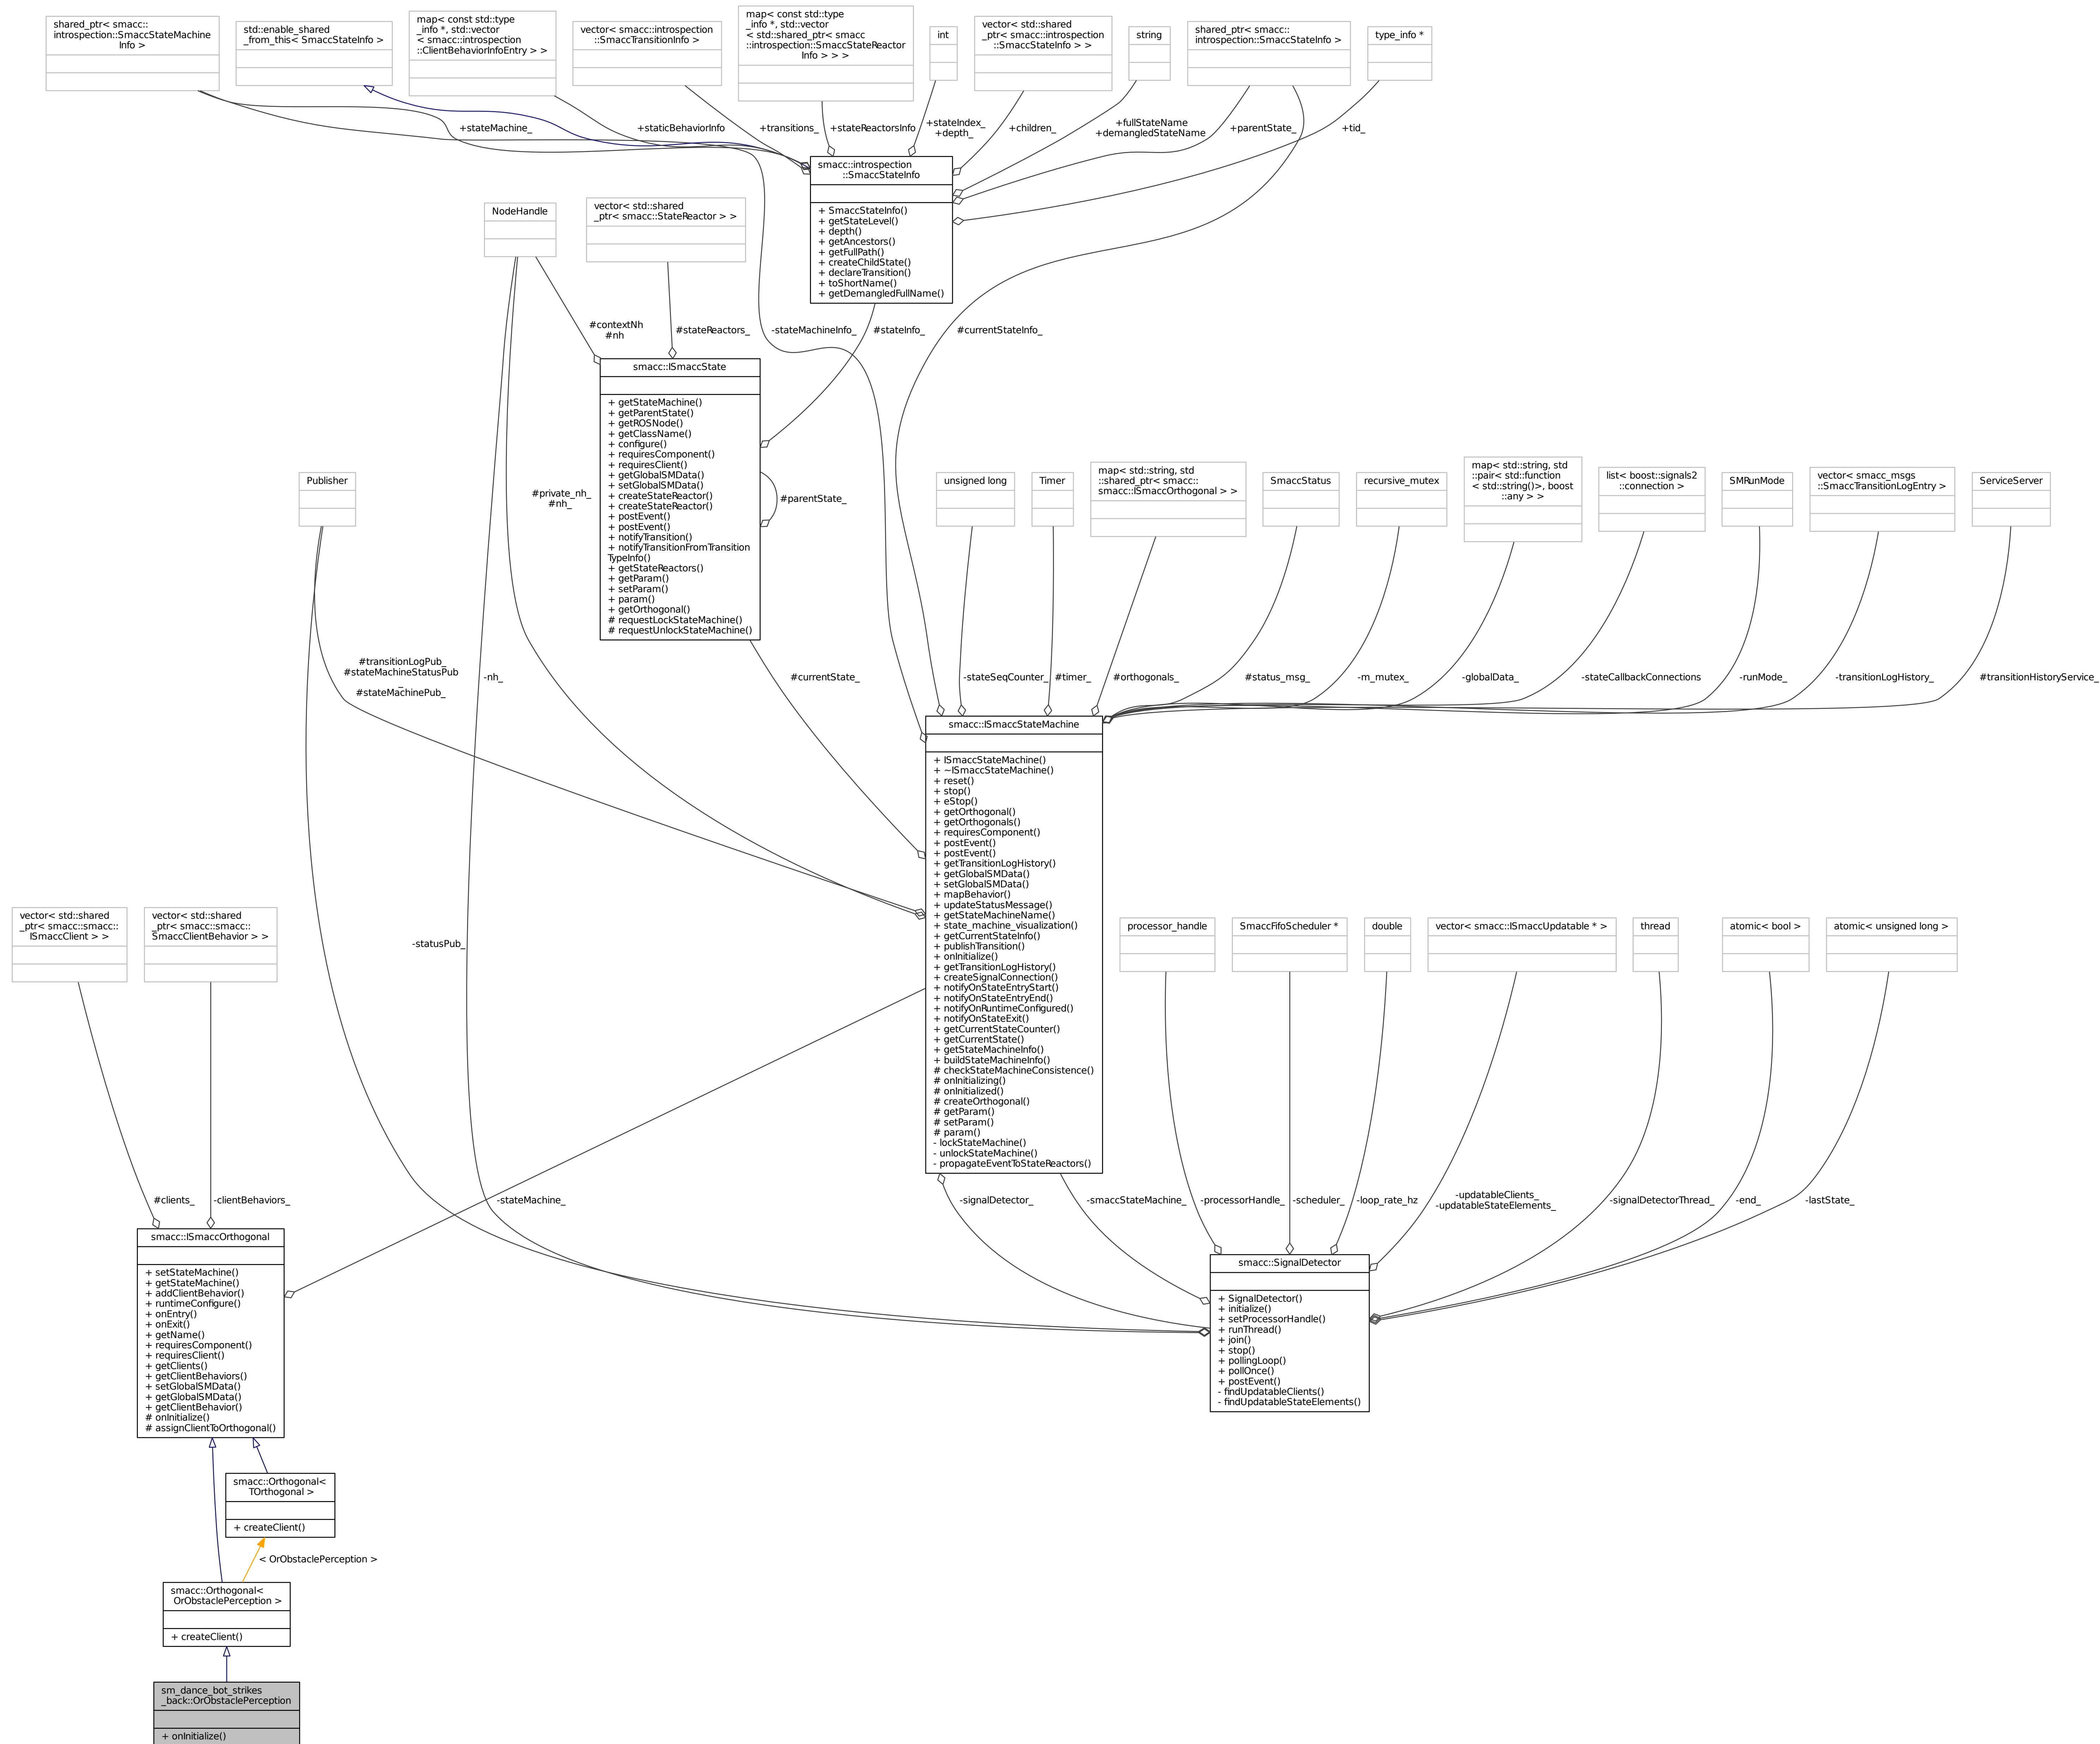 shared_ptr< smacc::
introspection::SmaccStateMachine
Info >
std::enable_shared
_from_this< SmaccStateInfo >
map< const std::type
_info *, std::vector
< smacc::introspection
::ClientBehaviorInfoEntry > >
vector< smacc::introspection
::SmaccTransitionInfo >
map< const std::type
_info *, std::vector
< std::shared_ptr< smacc
::introspection::SmaccStateReactor
Info > > >
int
vector< std::shared
_ptr< smacc::introspection
::SmaccStateInfo > >
string
shared_ptr< smacc::
introspection::SmaccStateInfo >
type_info *
+stateMachine_
+staticBehaviorInfo
+transitions_
+stateReactorsInfo
+stateIndex_
+depth_
+children_
+fullStateName
+demangledStateName
+parentState_
+tid_
smacc::introspection
::SmaccStateInfo
+ SmaccStateInfo()
+ getStateLevel()
+ depth()
+ getAncestors()
+ getFullPath()
+ createChildState()
+ declareTransition()
+ toShortName()
+ getDemangledFullName()
NodeHandle
vector< std::shared
_ptr< smacc::StateReactor > >
#contextNh
#nh
#stateReactors_
-stateMachineInfo_
#stateInfo_
#currentStateInfo_
smacc::ISmaccState
+ getStateMachine()
+ getParentState()
+ getROSNode()
+ getClassName()
+ configure()
+ requiresComponent()
+ requiresClient()
+ getGlobalSMData()
+ setGlobalSMData()
+ createStateReactor()
+ createStateReactor()
+ postEvent()
+ postEvent()
+ notifyTransition()
+ notifyTransitionFromTransition
TypeInfo()
+ getStateReactors()
+ getParam()
+ setParam()
+ param()
+ getOrthogonal()
# requestLockStateMachine()
# requestUnlockStateMachine()
#parentState_
#private_nh_
#nh_
Publisher
unsigned long
Timer
map< std::string, std
::shared_ptr< smacc::
smacc::ISmaccOrthogonal > >
SmaccStatus
recursive_mutex
map< std::string, std
::pair< std::function
< std::string()>, boost
::any > >
list< boost::signals2
::connection >
SMRunMode
vector< smacc_msgs
::SmaccTransitionLogEntry >
ServiceServer
#transitionLogPub_
#stateMachineStatusPub
_
#stateMachinePub_
-nh_
#currentState_
-stateSeqCounter_
#timer_
#orthogonals_
#status_msg_
-m_mutex_
-globalData_
-stateCallbackConnections
-runMode_
-transitionLogHistory_
#transitionHistoryService_
smacc::ISmaccStateMachine
+ ISmaccStateMachine()
+ ~ISmaccStateMachine()
+ reset()
+ stop()
+ eStop()
+ getOrthogonal()
+ getOrthogonals()
+ requiresComponent()
+ postEvent()
+ postEvent()
+ getTransitionLogHistory()
+ getGlobalSMData()
+ setGlobalSMData()
+ mapBehavior()
+ updateStatusMessage()
+ getStateMachineName()
+ state_machine_visualization()
+ getCurrentStateInfo()
+ publishTransition()
+ onInitialize()
+ getTransitionLogHistory()
+ createSignalConnection()
+ notifyOnStateEntryStart()
+ notifyOnStateEntryEnd()
+ notifyOnRuntimeConfigured()
+ notifyOnStateExit()
+ getCurrentStateCounter()
+ getCurrentState()
+ getStateMachineInfo()
+ buildStateMachineInfo()
# checkStateMachineConsistence()
# onInitializing()
# onInitialized()
# createOrthogonal()
# getParam()
# setParam()
# param()
- lockStateMachine()
- unlockStateMachine()
- propagateEventToStateReactors()
vector< std::shared
_ptr< smacc::smacc::
ISmaccClient > >
vector< std::shared
_ptr< smacc::smacc::
SmaccClientBehavior > >
-statusPub_
processor_handle
SmaccFifoScheduler *
double
vector< smacc::ISmaccUpdatable * >
thread
atomic< bool >
atomic< unsigned long >
#clients_
-clientBehaviors_
-stateMachine_
-signalDetector_
-smaccStateMachine_
-processorHandle_
-scheduler_
-loop_rate_hz
-updatableClients_
-updatableStateElements_
-signalDetectorThread_
-end_
-lastState_
smacc::ISmaccOrthogonal
+ setStateMachine()
+ getStateMachine()
+ addClientBehavior()
+ runtimeConfigure()
+ onEntry()
+ onExit()
+ getName()
+ requiresComponent()
+ requiresClient()
+ getClients()
+ getClientBehaviors()
+ setGlobalSMData()
+ getGlobalSMData()
+ getClientBehavior()
# onInitialize()
# assignClientToOrthogonal()
smacc::SignalDetector
+ SignalDetector()
+ initialize()
+ setProcessorHandle()
+ runThread()
+ join()
+ stop()
+ pollingLoop()
+ pollOnce()
+ postEvent()
- findUpdatableClients()
- findUpdatableStateElements()
smacc::Orthogonal<
TOrthogonal >
+ createClient()
< OrObstaclePerception >
smacc::Orthogonal<
OrObstaclePerception >
+ createClient()
sm_dance_bot_strikes
_back::OrObstaclePerception
+ onInitialize()